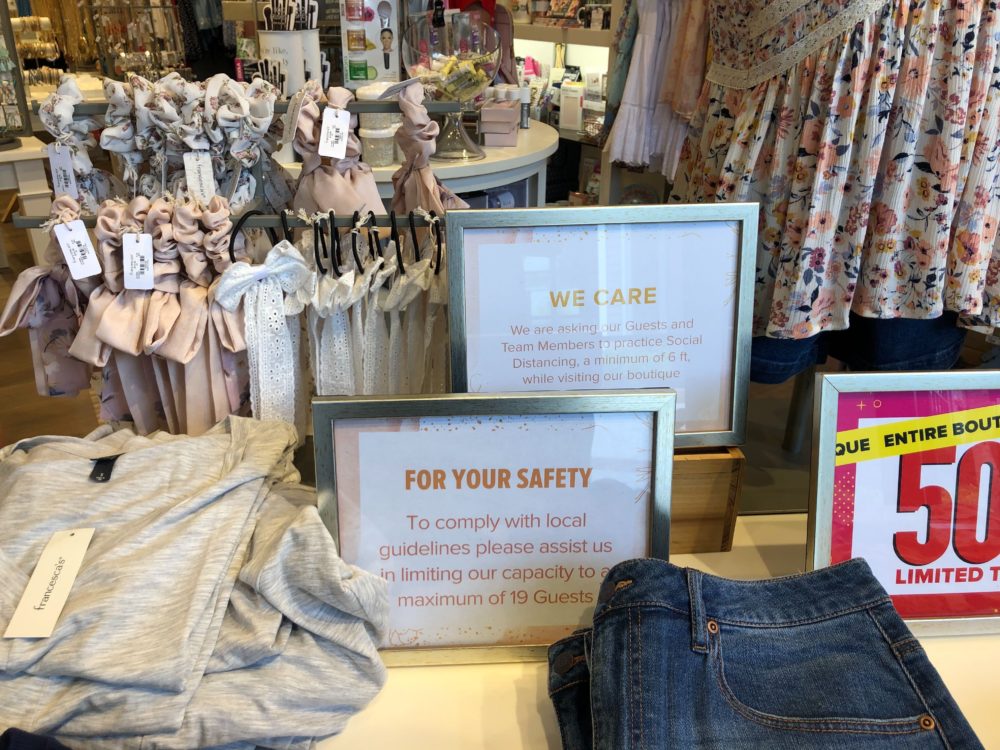 WE CARE
We are asking our Guests and
Team Members to practice Social
Distancing, a minimum of 6 ft,
while visiting our boutique
FOR YOUR SAFETY
To comply with local
guidelines please assist us
in limiting our capacity to a
maximum of 19 Guests
QUE ENTIRE BOUT
50
LIMITED T
francesca's